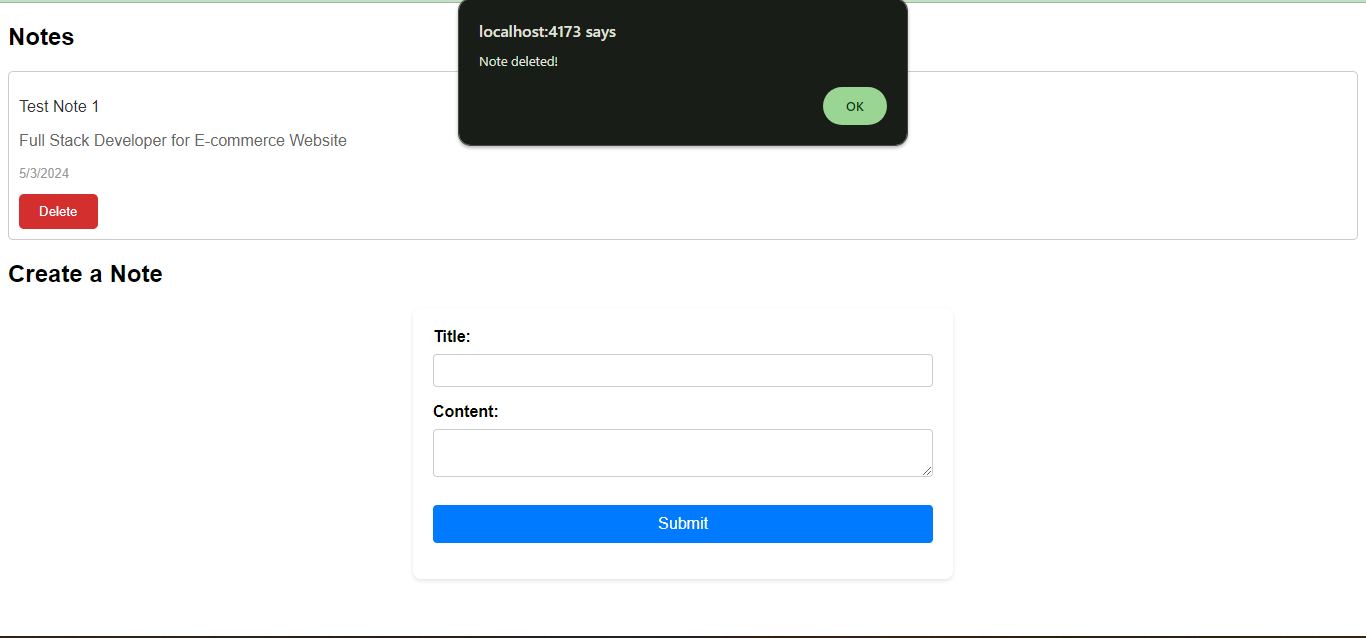 Notes
localhost:4173 says
Note deleted!
OK
Test Note 1
Full Stack Developer for E-commerce Website
5/3/2024
Delete
Create a Note
Title:
Content:
Submit